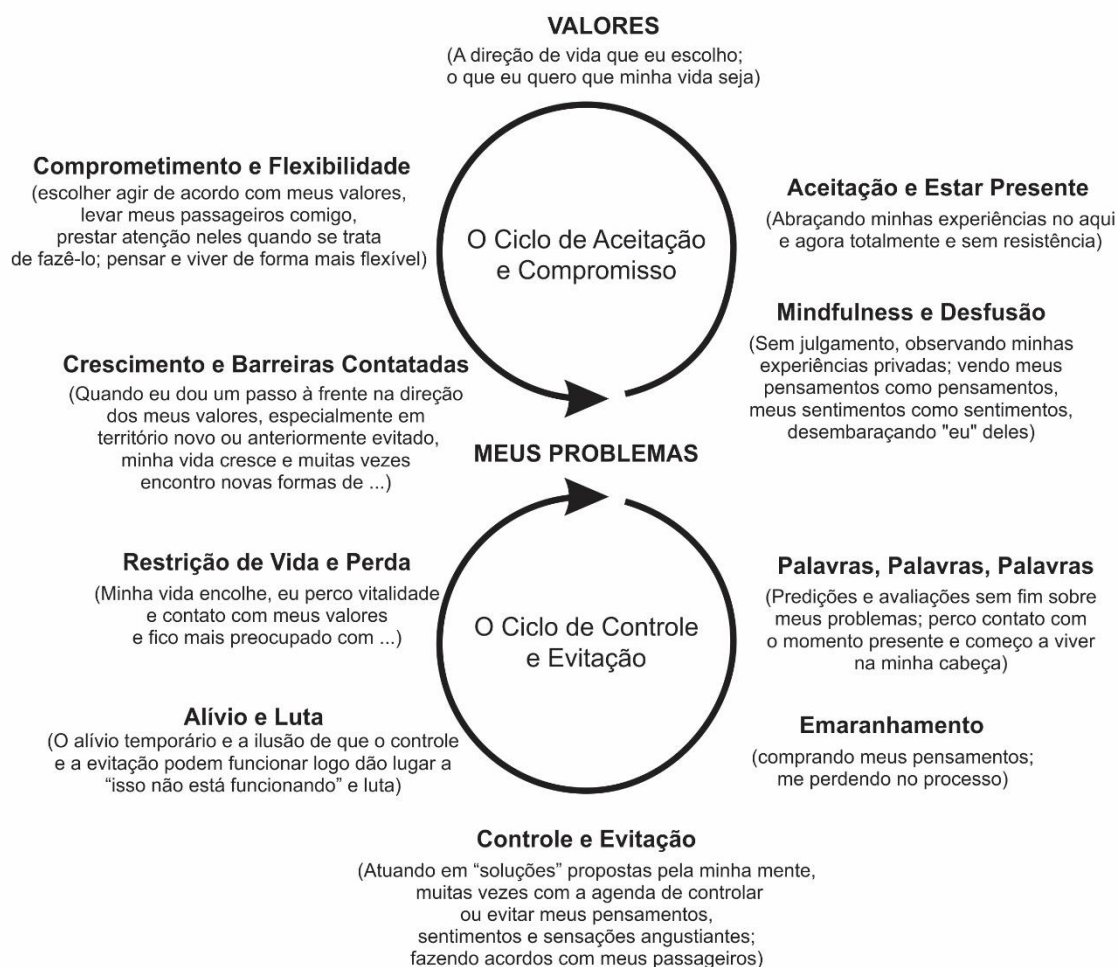 VALORES
(A direção de vida que eu escolho;
o que eu quero que minha vida seja)
Comprometimento e Flexibilidade
(escolher agir de acordo com meus valores,
levar meus passageiros comigo,
prestar atenção neles quando se trata
de fazê-lo; pensar e viver de forma mais flexível)
O Ciclo de Aceitação
e Compromisso
Aceitação e Estar Presente
(Abraçando minhas experiências no aqui
e agora totalmente e sem resistência)
Mindfulness e Desfusão
(Sem julgamento, observando minhas
experiências privadas; vendo meus
pensamentos como pensamentos,
meus sentimentos como sentimentos,
desembaraçando "eu" deles)
Crescimento e Barreiras Contatadas
(Quando eu dou um passo à frente na direção
dos meus valores, especialmente em
território novo ou anteriormente evitado,
minha vida cresce e muitas vezes
encontro novas formas de ...)
MEUS PROBLEMAS
Restrição de Vida e Perda
(Minha vida encolhe, eu perco vitalidade
e contato com meus valores
e fico mais preocupado com ...)
O Ciclo de Controle
e Evitação
Palavras, Palavras, Palavras
(Predições e avaliações sem fim sobre
meus problemas; perco contato com
o momento presente e começo a viver
na minha cabeça)
Alívio e Luta
(O alívio temporário e a ilusão de que o controle
e a evitação podem funcionar logo dão lugar a
“isso não está funcionando” e luta)
Emaranhamento
(comprando meus pensamentos;
me perdendo no processo)
Controle e Evitação
(Atuando em “soluções” propostas pela minha mente,
muitas vezes com a agenda de controlar
ou evitar meus pensamentos,
sentimentos e sensações angustiantes;
fazendo acordos com meus passageiros)